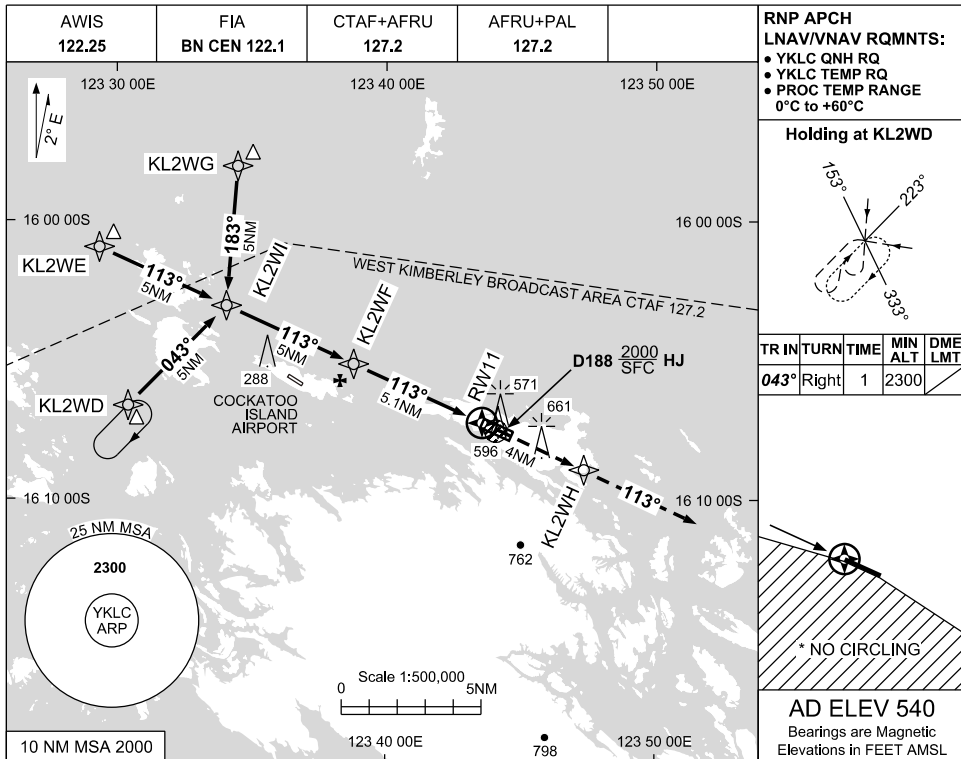 AWIS
122.25
FIA
BN CEN 122.1
CTAF+AFRU
127.2
AFRU+PAL
127.2
RNP APCH
LNAV/VNAV RQMNTS:
• YKLC QNH RQ
• YKLC TEMP RQ
• PROC TEMP RANGE
0°C to +60°C
Holding at KL2WD
153°
223°
333°
TR IN TURN TIME MIN ALT DME LMT
043° Right 1 2300
* NO CIRCLING
AD ELEV 540
Bearings are Magnetic
Elevations in FEET AMSL
123 30 00E
123 40 00E
123 50 00E
2° E
KL2WG
16 00 00S
16 00 00S
KL2WE
183°
5NM
KL2WI
113°
5NM
WEST KIMBERLEY BROADCAST AREA CTAF 127.2
KL2WF
113°
5NM
043°
5NM
288
KL2WD
COCKATOO
ISLAND
AIRPORT
113°
5.1NM
RW11
D188 2000 HJ
SFC
571
661
596
4NM
KL2WH
113°
16 10 00S
16 10 00S
25 NM MSA
2300
YKLC
ARP
762
Scale 1:500,000
0
5NM
798
10 NM MSA 2000
123 40 00E
123 50 00E